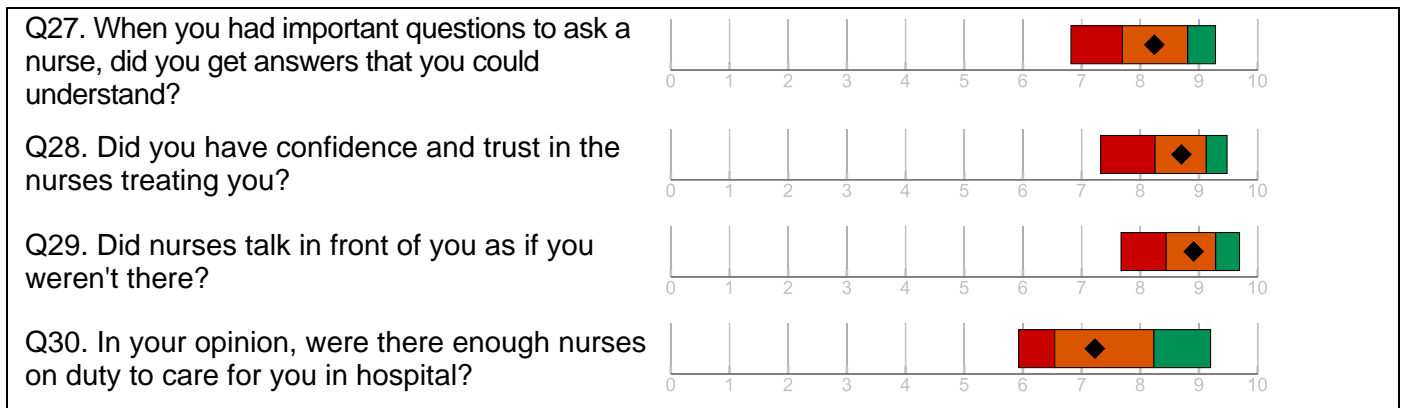 Q27. When you had important questions to ask a
nurse, did you get answers that you could
understand?
0 1 2 3 4 5 6 7 8 9 10
Q28. Did you have confidence and trust in the
nurses treating you?
0 1 2 3 4 5 6 7 8 9 10
Q29. Did nurses talk in front of you as if you
weren't there?
0 1 2 3 4 5 6 7 8 9 10
Q30. In your opinion, were there enough nurses
on duty to care for you in hospital?
0 1 2 3 4 5 6 7 8 9 10